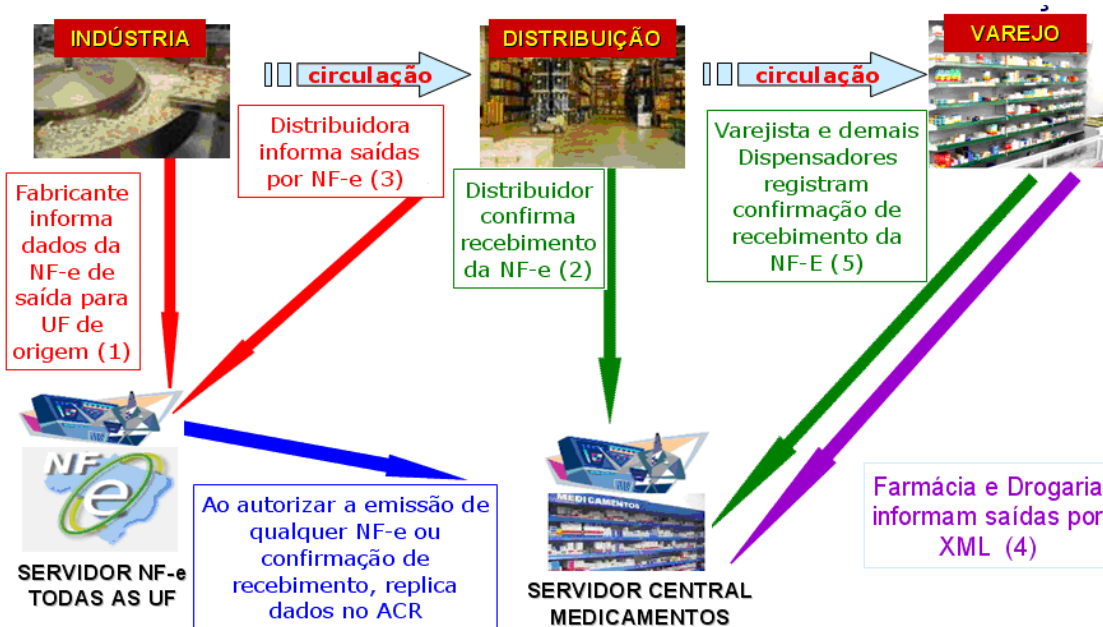 INDÚSTRIA
DISTRIBUIÇÃO
VAREJO
circulação
circulação
Distribuidora
informa saídas
por NF-e (3)
Fabricante
informa
dados da
NF-e de
saída para
UF de
origem (1)
Distribuidor
confirma
recebimento
da NF-e (2)
Varejista e demais
Dispensadores
registram
confirmação de
recebimento da
NF-E (5)
NF
e
SERVIDOR NF-e
TODAS AS UF
Ao autorizar a emissão de
qualquer NF-e ou
confirmação de
recebimento, replica
dados no ACR
MEDICAMENTOS
SERVIDOR CENTRAL
MEDICAMENTOS
Farmácia e Drogaria
informam saídas por
XML (4)